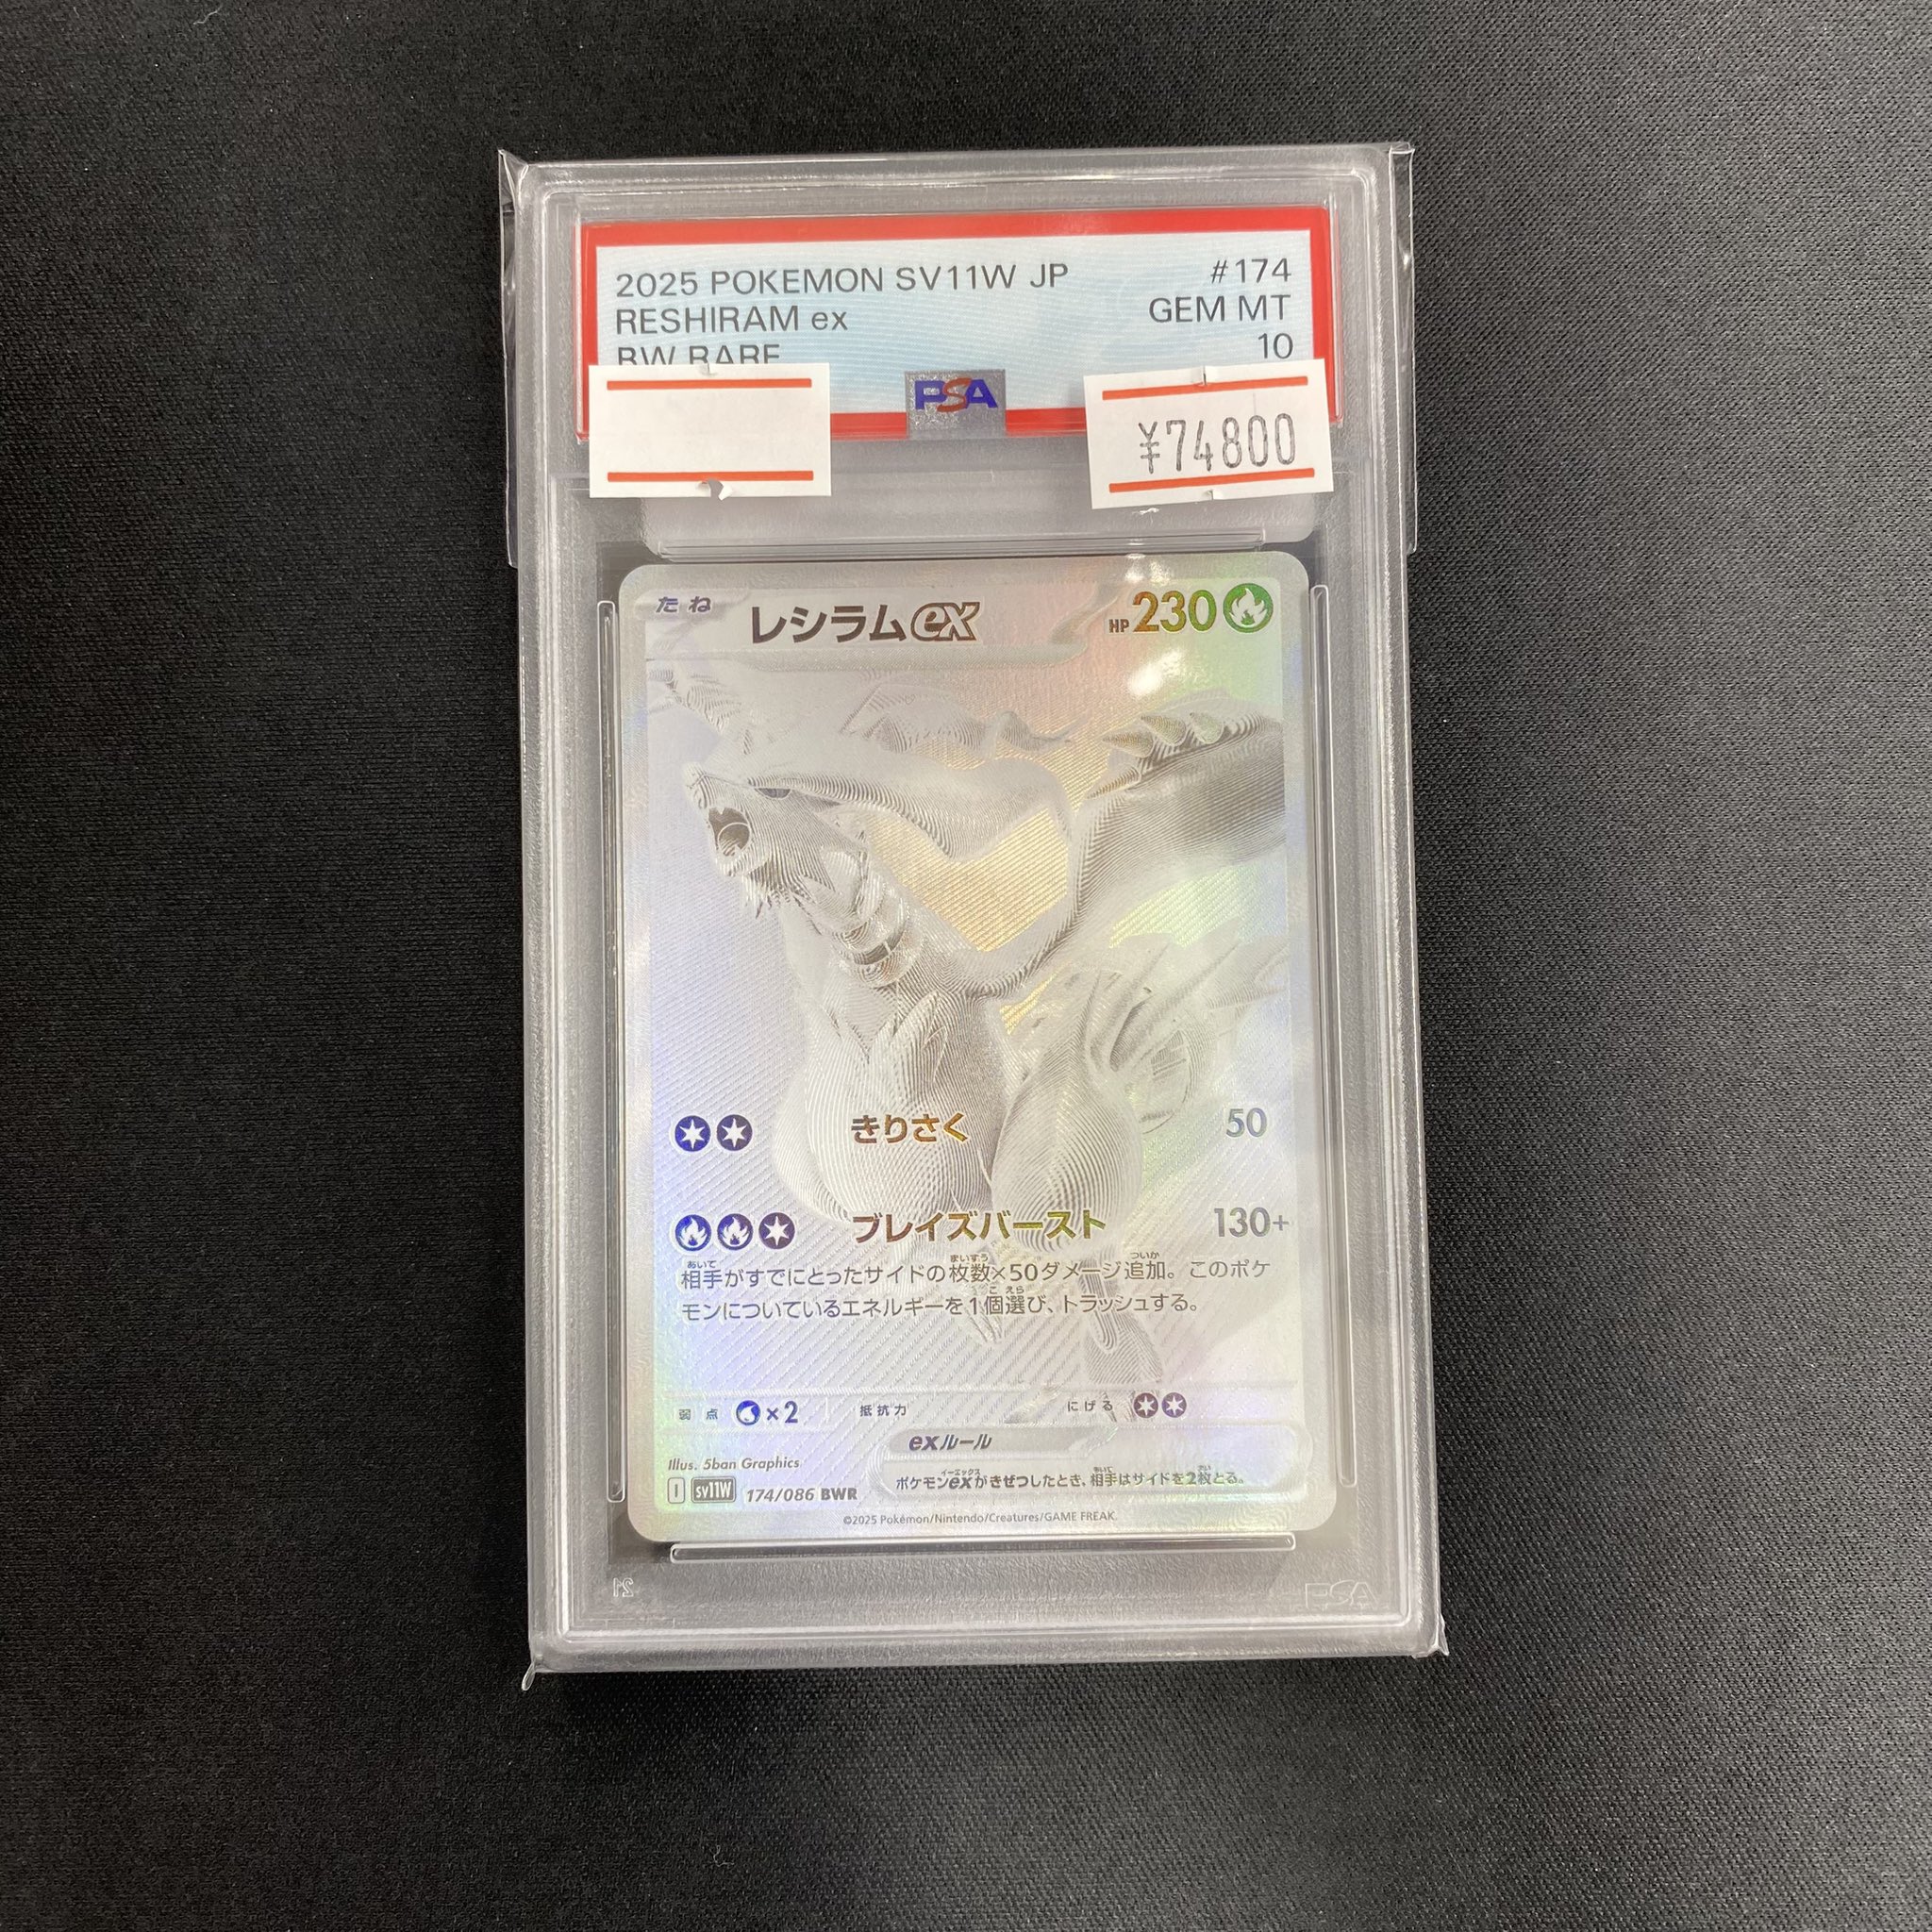 2025 POKEMON SV11W JP #174
RESHIRAM ex GEM MT
BW RARE 10
PSA
¥74800
たね レシラムex HP 230
きりさく 50
ブレイズバースト 130+
相手がすでにとったサイドの枚数×50ダメージ追加。このポケ
モンについているエネルギーを1個選び、トラッシュする。
弱点 ×2 抵抗力 にげる
exルール
ポケモンexがきぜつしたとき、相手はサイドを2枚とる。
Illus. 5ban Graphics
I sv11W 174/086 BWR
©2025 Pokémon/Nintendo/Creatures/GAME FREAK.
PSA